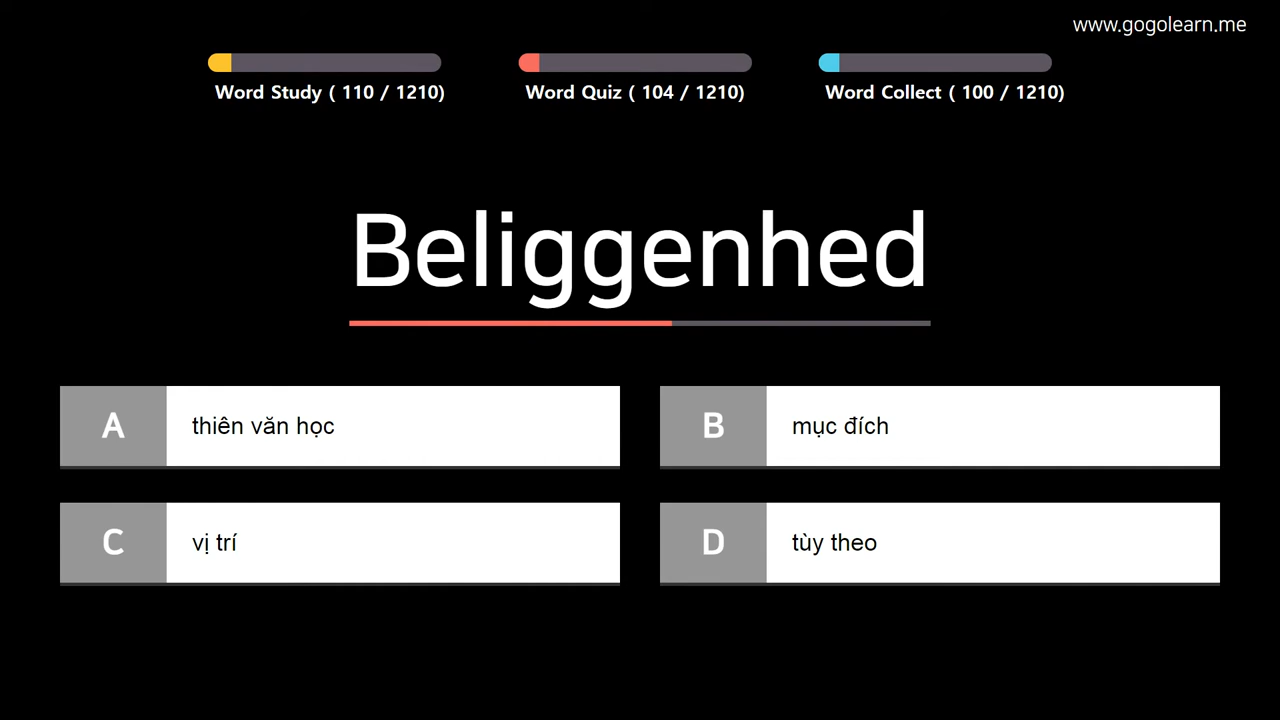 www.gogolearn.me
Word Study ( 110 / 1210)
Word Quiz ( 104 / 1210)
Word Collect ( 100 / 1210)
Beliggenhed
A
thiên văn học
B
mục đích
C
vị trí
D
tùy theo